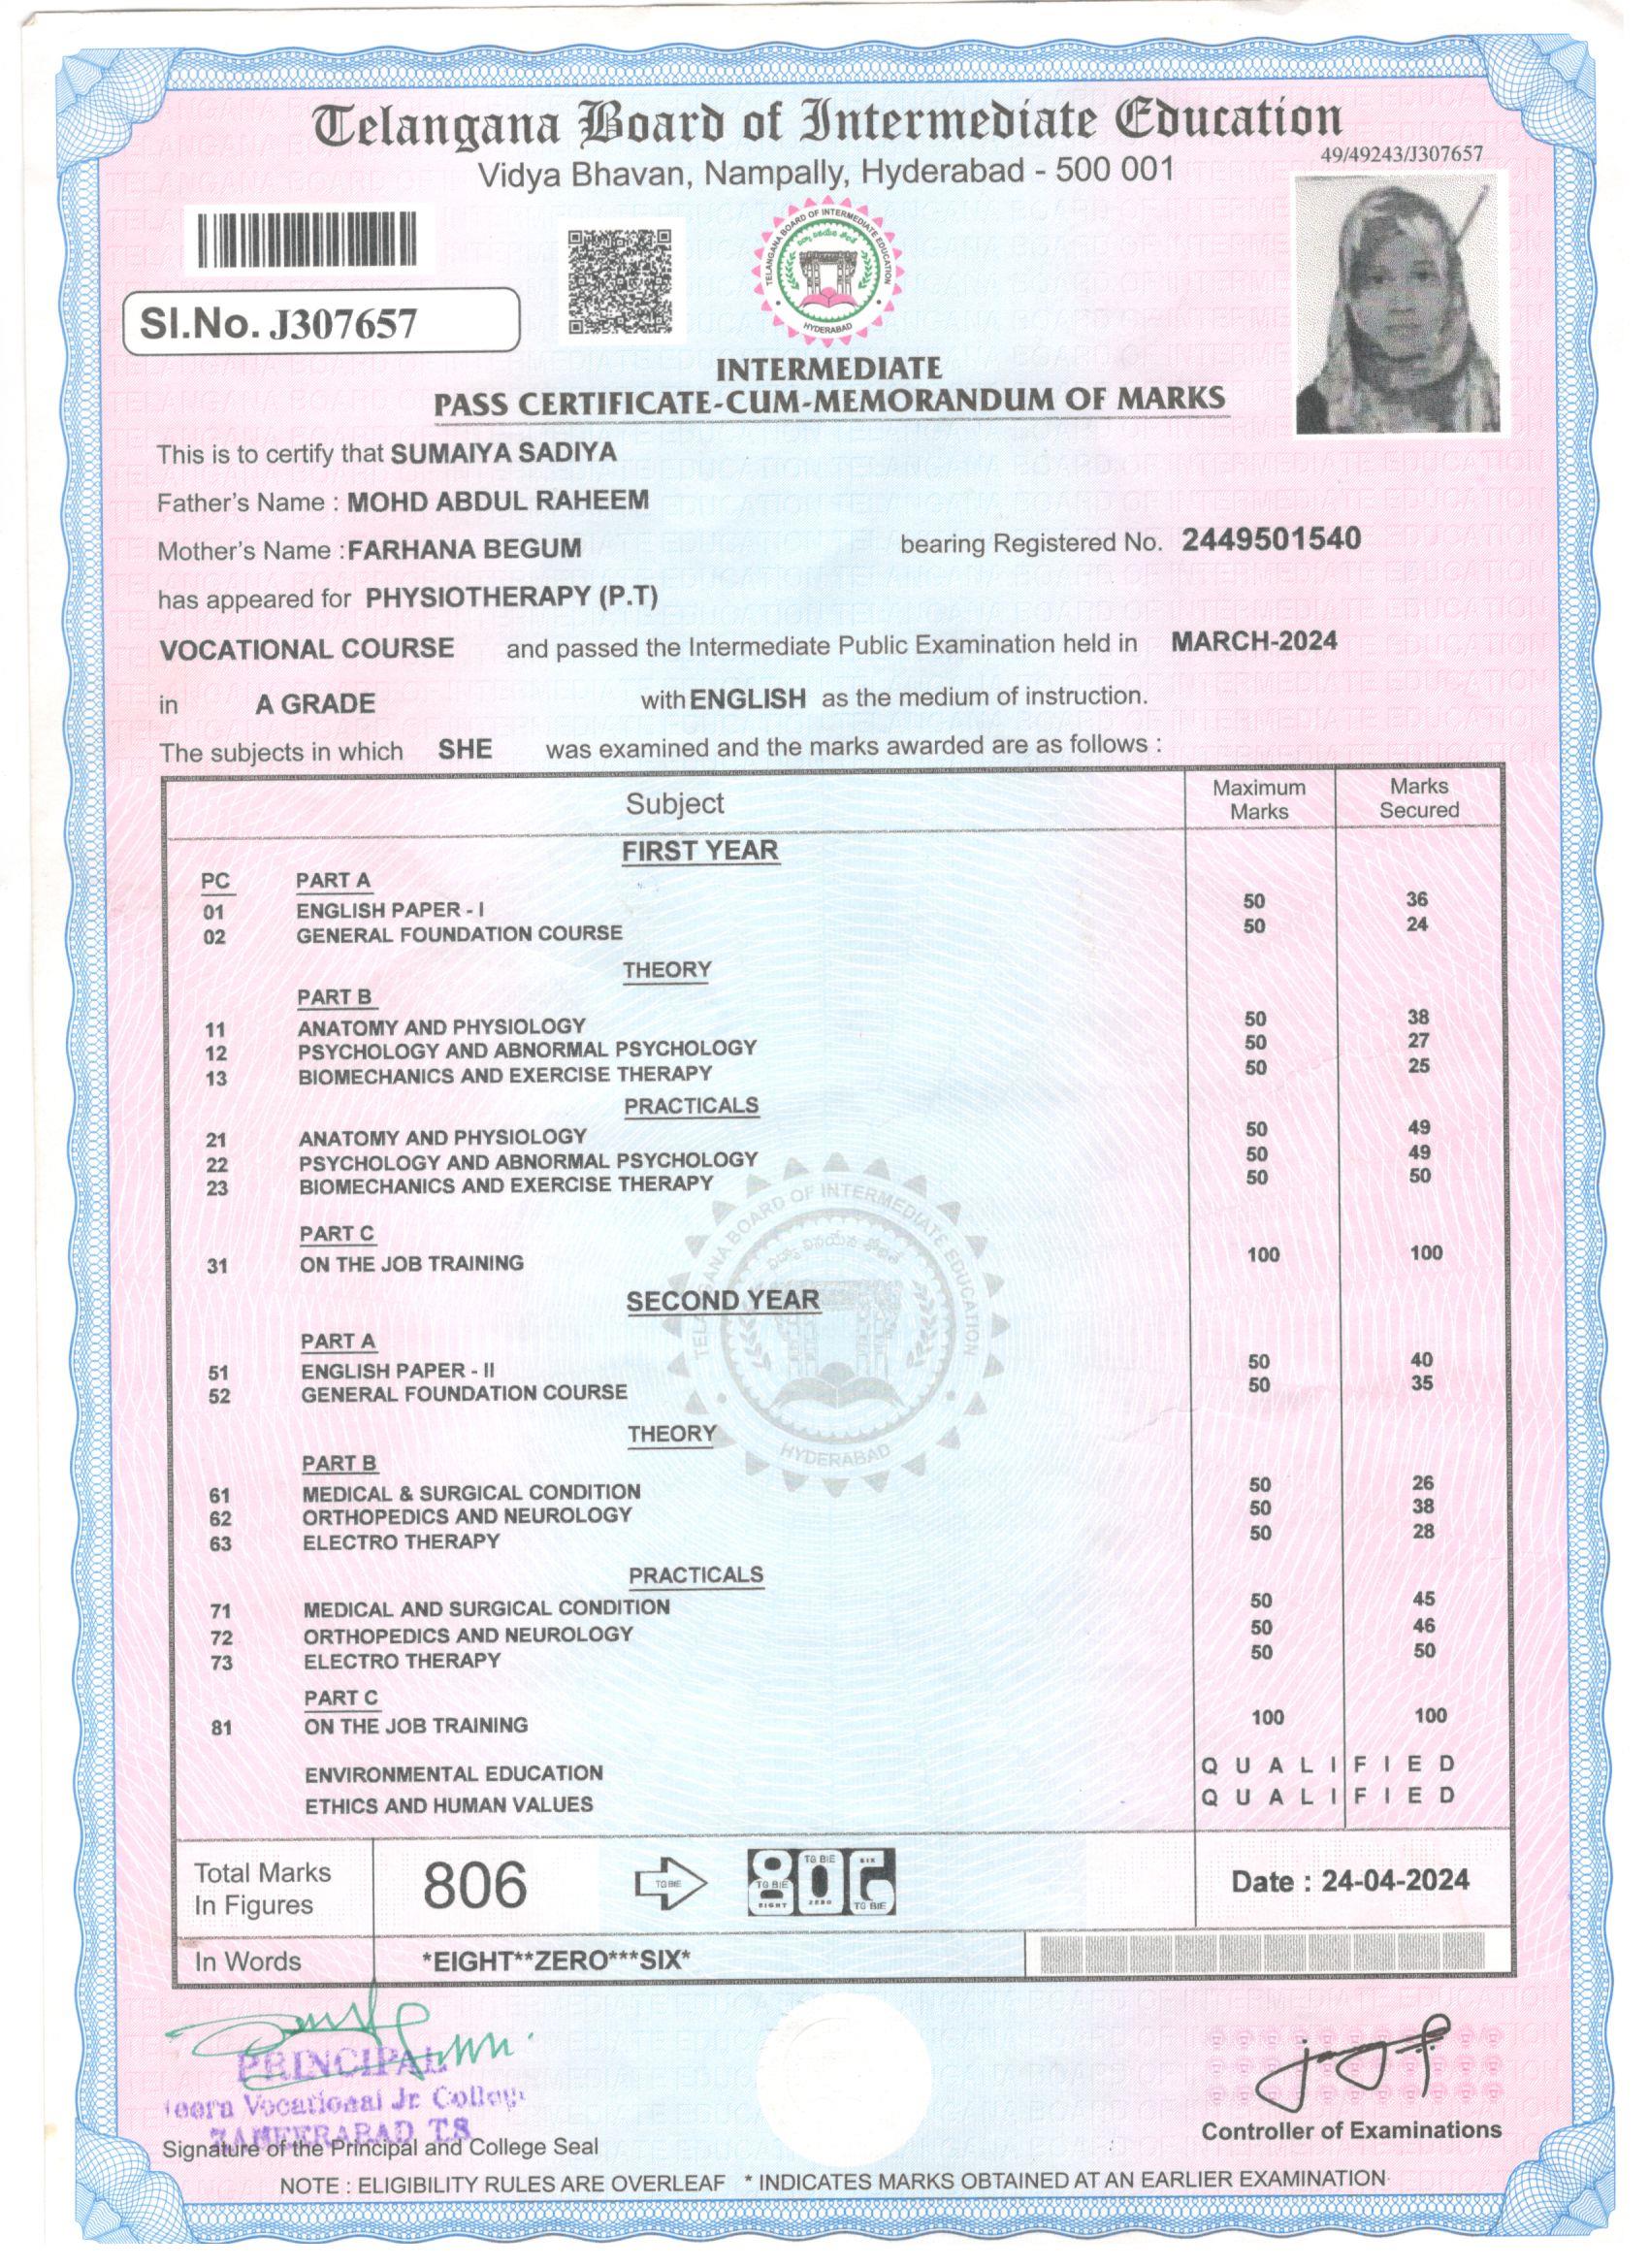 Telangana Board of Intermediate Education
49/49243/J307657
Vidya Bhavan, Nampally, Hyderabad - 500 001
TELANGANA BOARD OF INTERMEDIATE EDUCATION
HYDERABAD
Sl.No. J307657
INTERMEDIATE
PASS CERTIFICATE-CUM-MEMORANDUM OF MARKS
This is to certify that SUMAIYA SADIYA
Father's Name : MOHD ABDUL RAHEEM
Mother's Name : FARHANA BEGUM bearing Registered No. 2449501540
has appeared for PHYSIOTHERAPY (P.T)
VOCATIONAL COURSE and passed the Intermediate Public Examination held in MARCH-2024
in A GRADE with ENGLISH as the medium of instruction.
The subjects in which SHE was examined and the marks awarded are as follows :
Subject Maximum Marks Marks Secured
FIRST YEAR
PC PART A
01 ENGLISH PAPER - I 50 36
02 GENERAL FOUNDATION COURSE 50 24
THEORY
PART B
11 ANATOMY AND PHYSIOLOGY 50 38
12 PSYCHOLOGY AND ABNORMAL PSYCHOLOGY 50 27
13 BIOMECHANICS AND EXERCISE THERAPY 50 25
PRACTICALS
21 ANATOMY AND PHYSIOLOGY 50 49
22 PSYCHOLOGY AND ABNORMAL PSYCHOLOGY 50 49
23 BIOMECHANICS AND EXERCISE THERAPY 50 50
PART C
31 ON THE JOB TRAINING 100 100
SECOND YEAR
PART A
51 ENGLISH PAPER - II 50 40
52 GENERAL FOUNDATION COURSE 50 35
THEORY
PART B
61 MEDICAL & SURGICAL CONDITION 50 26
62 ORTHOPEDICS AND NEUROLOGY 50 38
63 ELECTRO THERAPY 50 28
PRACTICALS
71 MEDICAL AND SURGICAL CONDITION 50 45
72 ORTHOPEDICS AND NEUROLOGY 50 46
73 ELECTRO THERAPY 50 50
PART C
81 ON THE JOB TRAINING 100 100
ENVIRONMENTAL EDUCATION QUALIFIED
ETHICS AND HUMAN VALUES QUALIFIED
Total Marks In Figures 806 TG BIE 806 Date : 24-04-2024
In Words *EIGHT**ZERO***SIX*
PRINCIPAL
Vocational Jr College
ZAHEERABAD T.S
Signature of the Principal and College Seal
Controller of Examinations
NOTE : ELIGIBILITY RULES ARE OVERLEAF * INDICATES MARKS OBTAINED AT AN EARLIER EXAMINATION